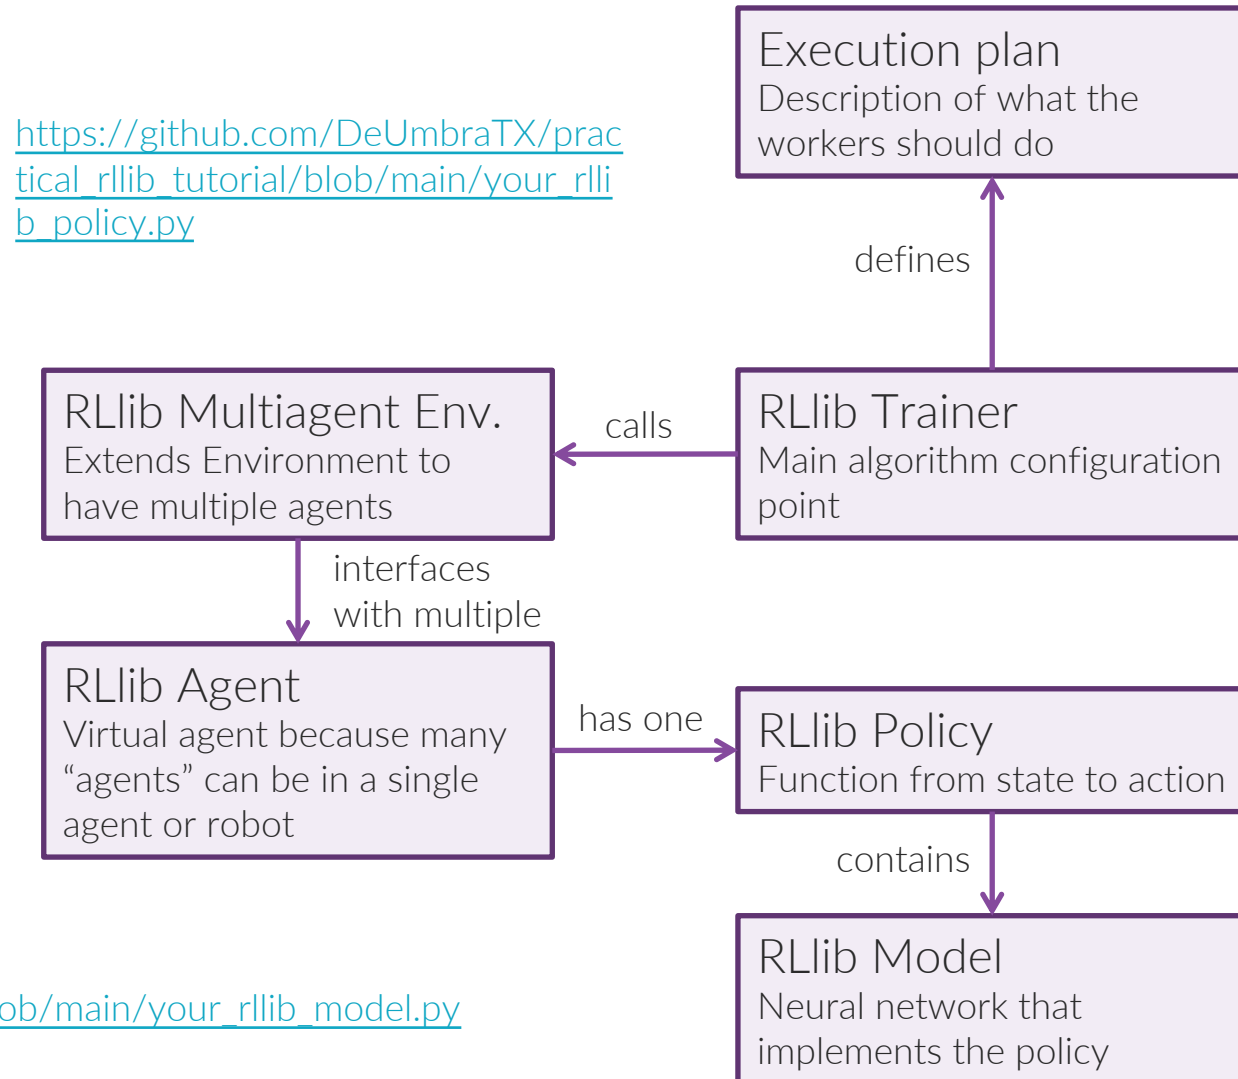 Execution plan
Description of what the
workers should do
https://github.com/DeUmbraTX/prac
tical_rllib_tutorial/blob/main/your_rlli
b_policy.py
defines
RLlib Multiagent Env.
Extends Environment to
have multiple agents
calls
RLlib Trainer
Main algorithm configuration
point
interfaces
with multiple
RLlib Agent
Virtual agent because many
“agents” can be in a single
agent or robot
has one
RLlib Policy
Function from state to action
contains
RLlib Model
Neural network that
implements the policy
ob/main/your_rllib_model.py